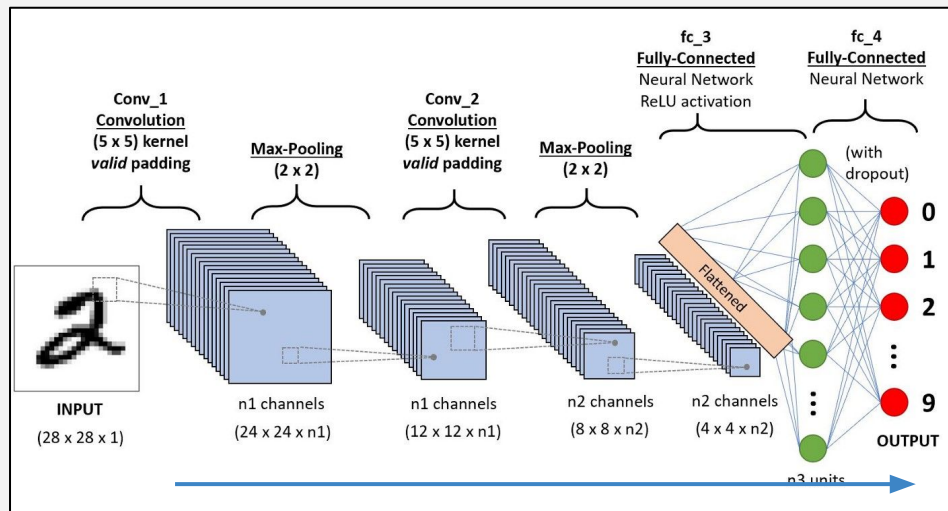 fc_3
Fully-Connected
Neural Network
ReLU activation
fc_4
Fully-Connected
Neural Network
Conv_1
Convolution
(5 x 5) kernel
valid padding
Max-Pooling
(2 x 2)
Conv_2
Convolution
(5 x 5) kernel
valid padding
Max-Pooling
(2 x 2)
(with
dropout)
Flattened
0
1
2
9
INPUT
(28 x 28 x 1)
n1 channels
(24 x 24 x n1)
n1 channels
(12 x 12 x n1)
n2 channels
(8 x 8 x n2)
n2 channels
(4 x 4 x n2)
OUTPUT
n3 units